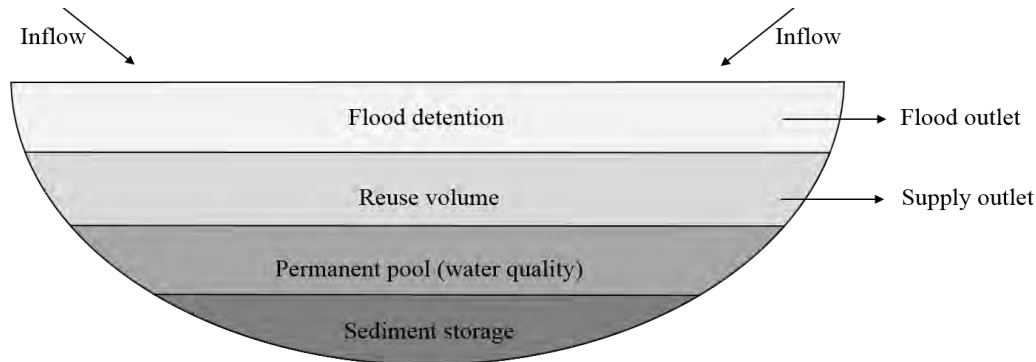 Inflow
Inflow
Flood detention
Flood outlet
Reuse volume
Supply outlet
Permanent pool (water quality)
Sediment storage